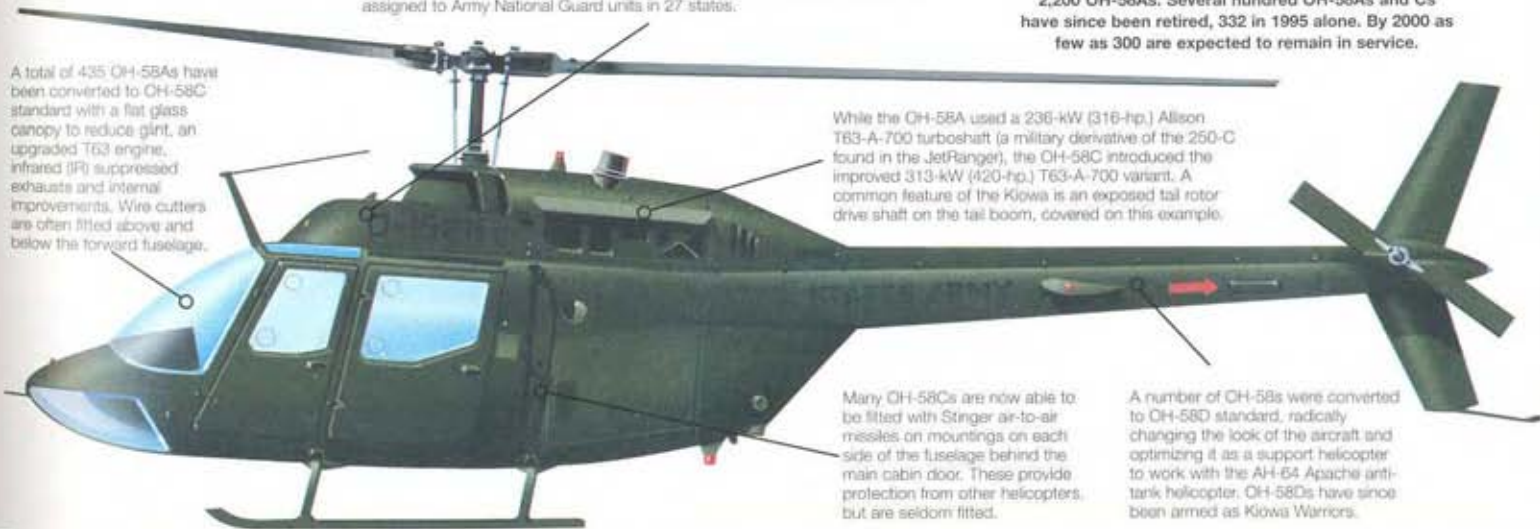 assigned to Army National Guard units in 27 states.
2,200 OH-58As. Several hundred OH-58As and Cs
have since been retired, 332 in 1995 alone. By 2000 as
few as 300 are expected to remain in service.
A total of 435 OH-58As have
been converted to OH-58C
standard with a flat glass
canopy to reduce glint, an
upgraded T63 engine,
infrared (IR) suppressed
exhausts and internal
improvements. Wire cutters
are often fitted above and
below the forward fuselage.
While the OH-58A used a 236-kW (316-hp.) Allison
T63-A-700 turboshaft (a military derivative of the 250-C
found in the JetRanger), the OH-58C introduced the
improved 313-kW (420-hp.) T63-A-700 variant. A
common feature of the Kiowa is an exposed tail rotor
drive shaft on the tail boom, covered on this example.
ARMY
Many OH-58Cs are now able to
be fitted with Stinger air-to-air
missiles on mountings on each
side of the fuselage behind the
main cabin door. These provide
protection from other helicopters,
but are seldom fitted.
A number of OH-58s were converted
to OH-58D standard, radically
changing the look of the aircraft and
optimizing it as a support helicopter
to work with the AH-64 Apache anti-
tank helicopter. OH-58Ds have since
been armed as Kiowa Warriors.